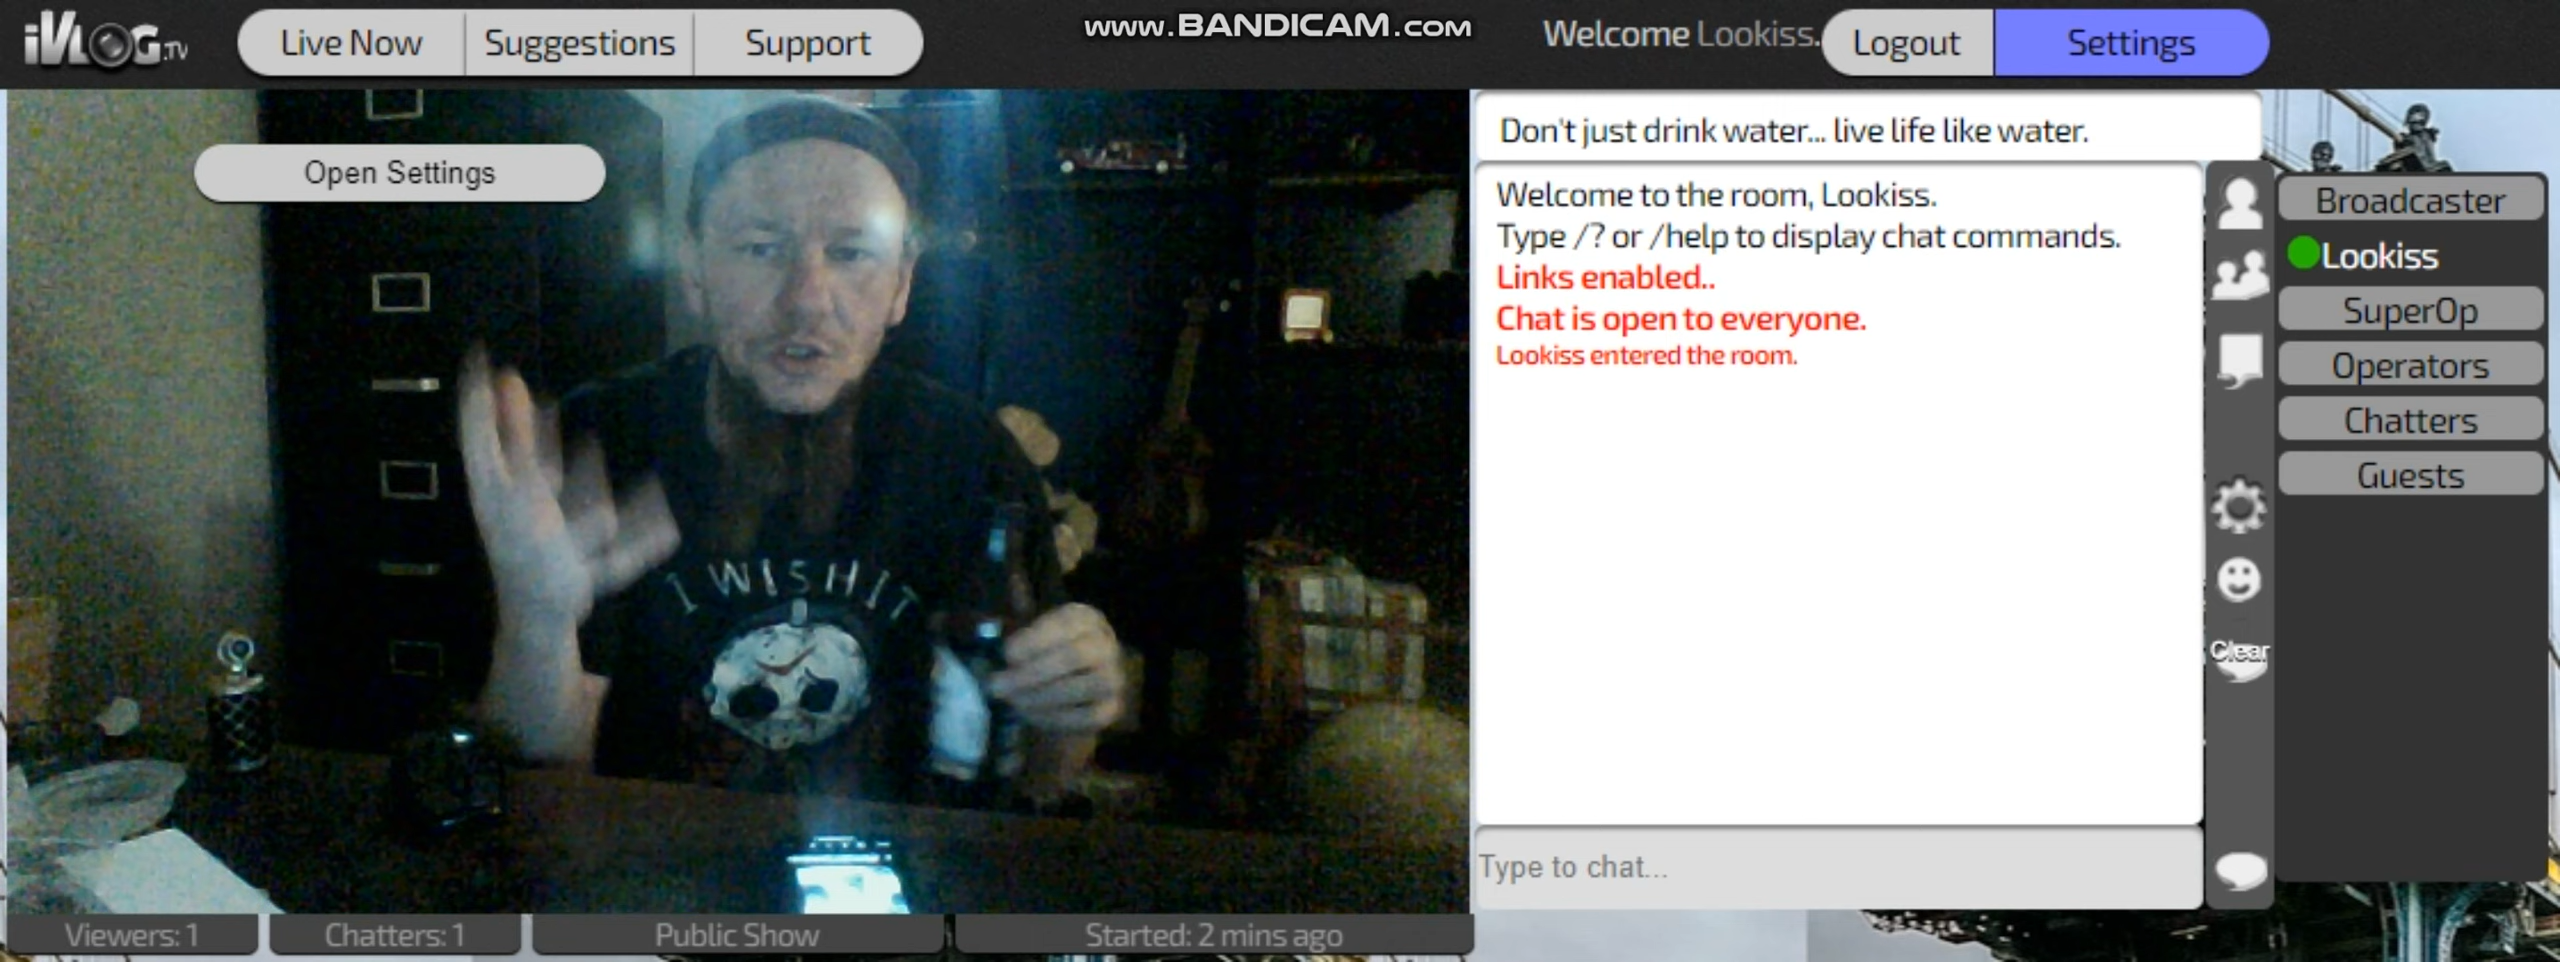 iVLOG.TV
Live Now
Suggestions
Support
www.BANDICAM.com
Welcome Lookiss.
Logout
Settings
Open Settings
I WISH IT
Don't just drink water... live life like water.
Welcome to the room, Lookiss.
Type /? or /help to display chat commands.
Links enabled..
Chat is open to everyone.
Lookiss entered the room.
Clear
Type to chat...
Broadcaster
Lookiss
SuperOp
Operators
Chatters
Guests
Viewers: 1
Chatters: 1
Public Show
Started: 2 mins ago